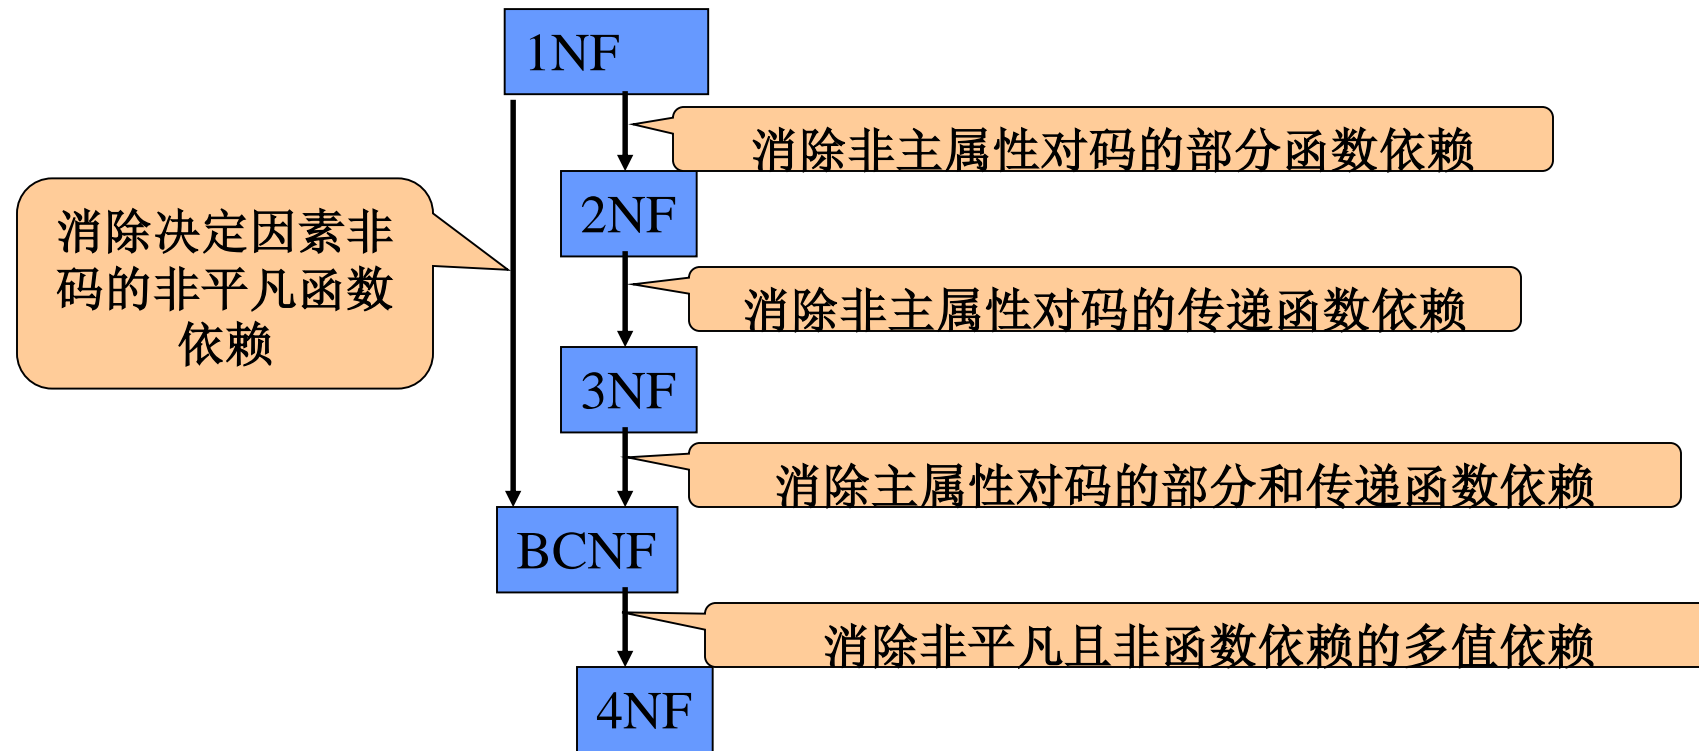 1NF
消除非主属性对码的部分函数依赖
2NF
消除决定因素非
码的非平凡函数
依赖
消除非主属性对码的传递函数依赖
3NF
消除主属性对码的部分和传递函数依赖
BCNF
消除非平凡且非函数依赖的多值依赖
4NF